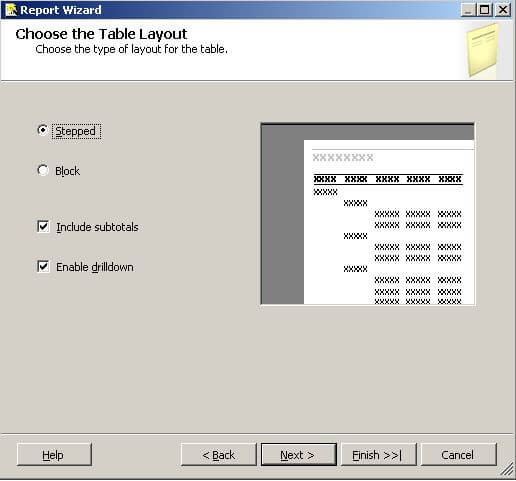 Report Wizard
Choose the Table Layout
Choose the type of layout for the table.
Stepped
Block
Include subtotals
Enable drilldown
XXXXXXXX
XXXX XXXX XXXX XXXX XXXX
XXXXX
XXXXX
XXXXX XXXXX XXXXX
XXXXX XXXXX XXXXX
XXXXX
XXXXX XXXXX XXXXX
XXXXX XXXXX XXXXX
XXXXX
XXXXX XXXXX XXXXX
XXXXX XXXXX XXXXX
XXXXX XXXXX XXXXX
Help
< Back
Next >
Finish >>|
Cancel